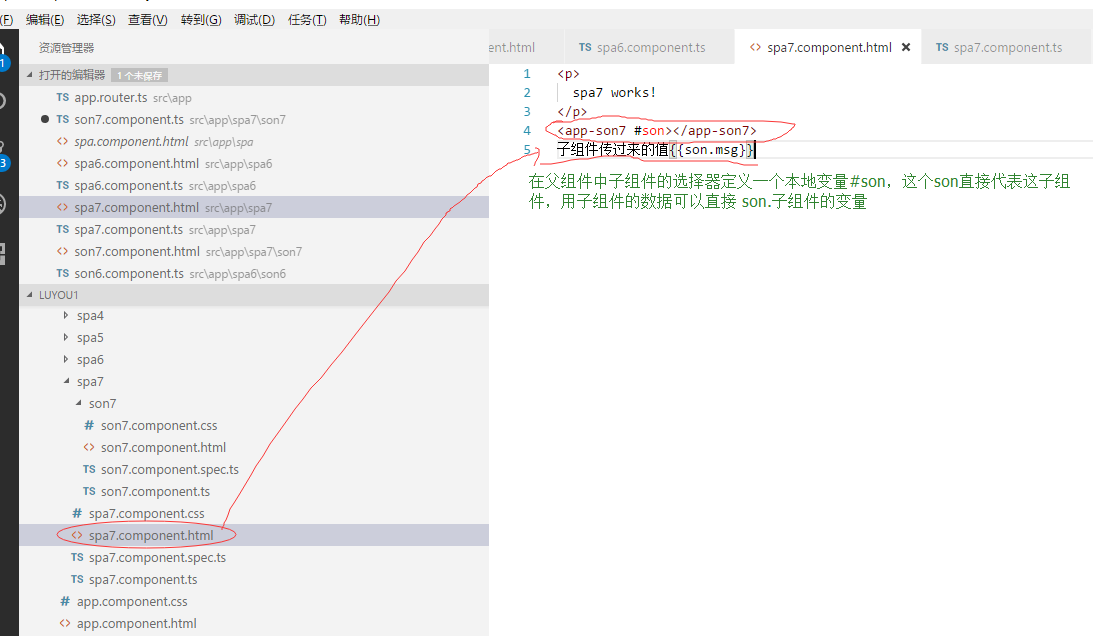 (F) 编辑(E) 选择(S) 查看(V) 转到(G) 调试(D) 任务(T) 帮助(H)
资源管理器
打开的编辑器 1 个未保存
TS app.router.ts src\app
TS son7.component.ts src\app\spa7\son7
<> spa.component.html src\app\spa
<> spa6.component.html src\app\spa6
TS spa6.component.ts src\app\spa6
<> spa7.component.html src\app\spa7
TS spa7.component.ts src\app\spa7
<> son7.component.html src\app\spa7\son7
TS son6.component.ts src\app\spa6\son6
LUYOU1
spa4
spa5
spa6
spa7
son7
# son7.component.css
<> son7.component.html
TS son7.component.spec.ts
TS son7.component.ts
# spa7.component.css
<> spa7.component.html
TS spa7.component.spec.ts
TS spa7.component.ts
# app.component.css
<> app.component.html
1
3
ent.html TS spa6.component.ts <> spa7.component.html × TS spa7.component.ts
1 <p>
2 spa7 works!
3 </p>
4 <app-son7 #son></app-son7>
5 子组件传过来的值{{son.msg}}
在父组件中子组件的选择器定义一个本地变量#son，这个son直接代表这子组
件，用子组件的数据可以直接 son.子组件的变量